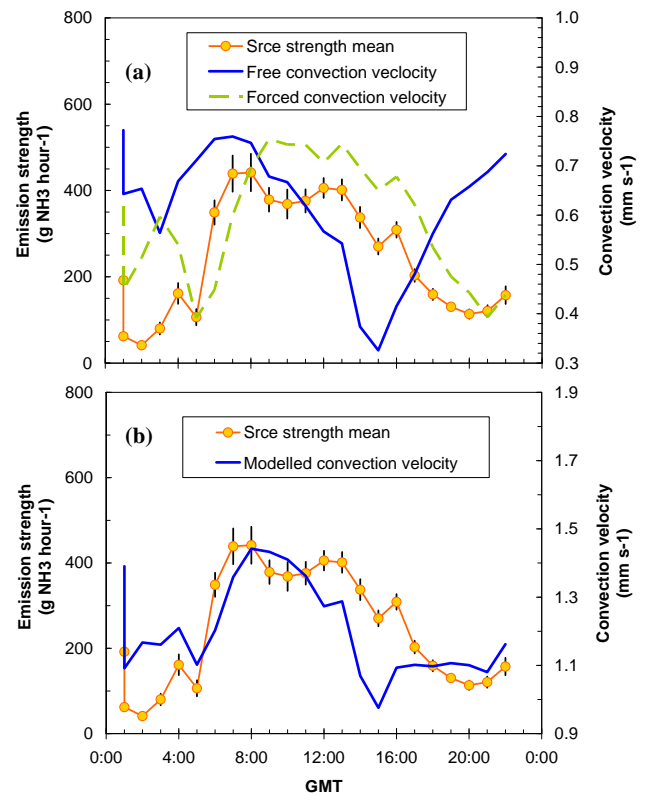 800
600
400
200
0
Emission strength
(g NH3 hour-1)
(a)
Srce strength mean
Free convection veclocity
Forced convection velocity
1.0
0.9
0.8
0.7
0.6
0.5
0.4
0.3
Convection veclocity
(mm s-1)
800
600
400
200
0
Emission strength
(g NH3 hour-1)
(b)
Srce strength mean
Modelled convection velocity
1.9
1.7
1.5
1.3
1.1
0.9
Convection velocity
(mm s-1)
0:00 4:00 8:00 12:00 16:00 20:00 0:00
GMT